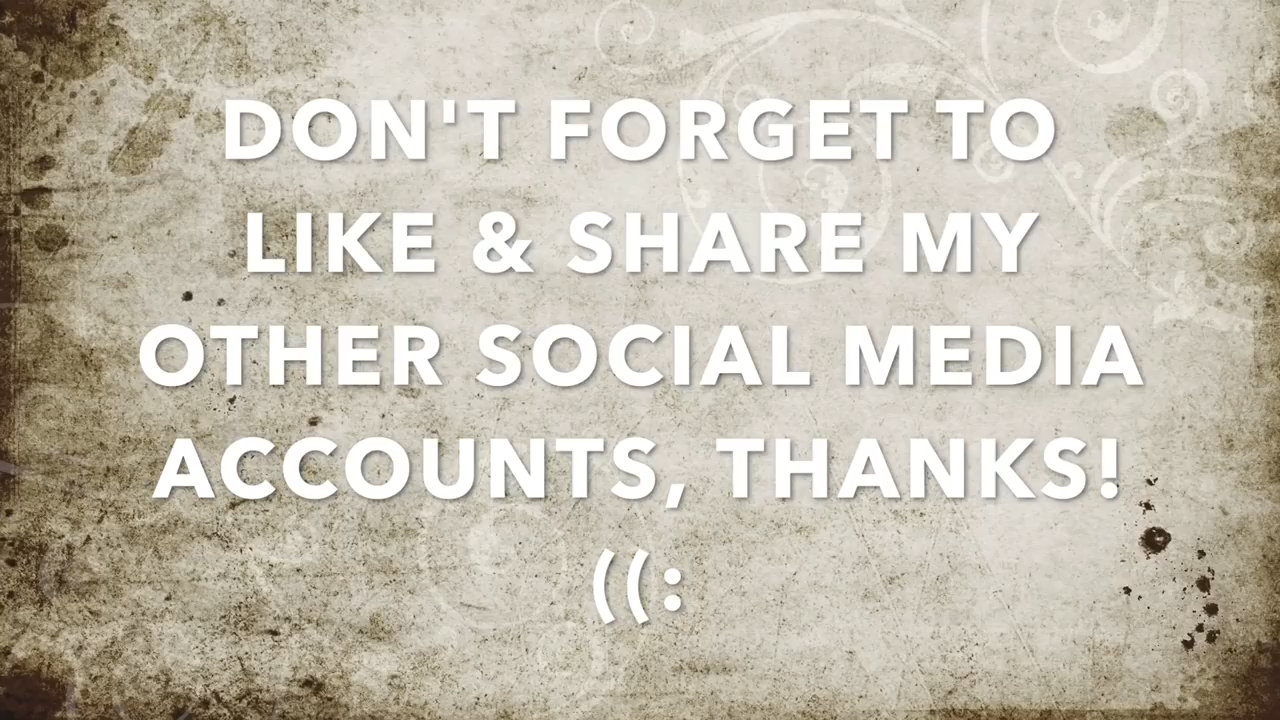 DON'T FORGET TO
LIKE & SHARE MY
OTHER SOCIAL MEDIA
ACCOUNTS, THANKS!
((: